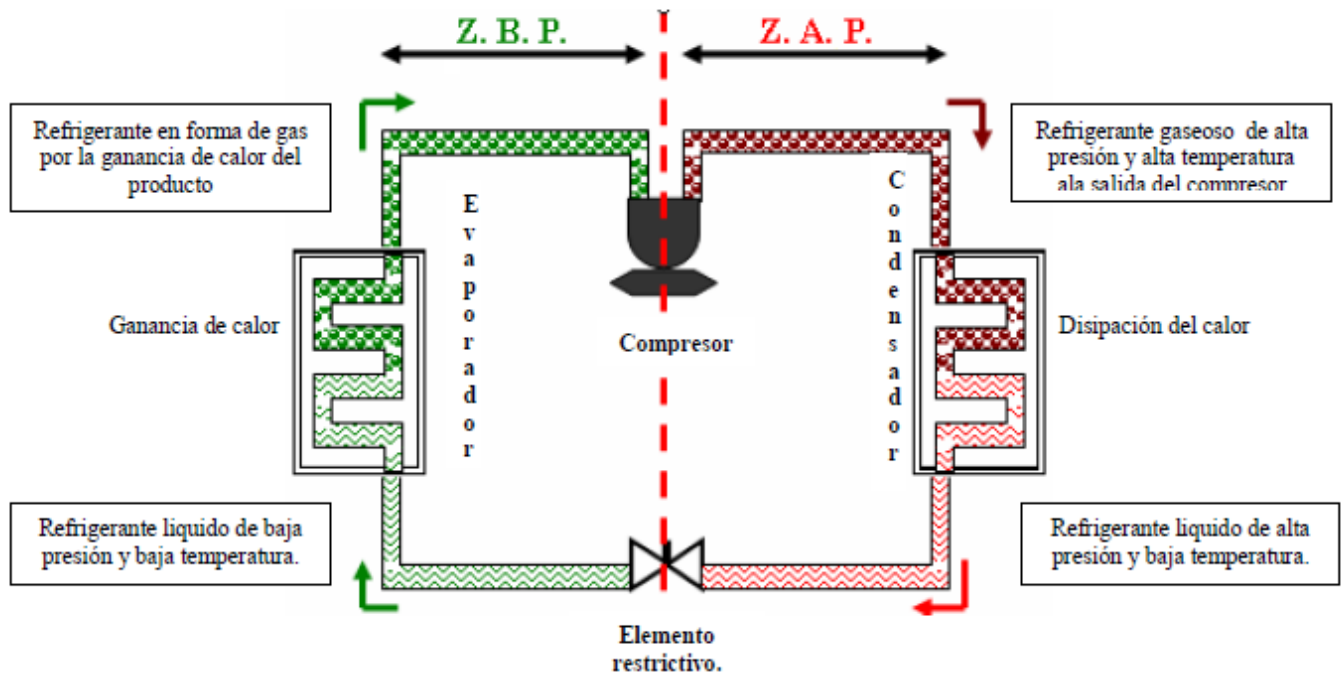 Z. B. P.
Z. A. P.
Refrigerante en forma de gas
por la ganancia de calor del
producto
Refrigerante gaseoso de alta
presión y alta temperatura
ala salida del compresor
Evaporador
Condensador
Ganancia de calor
Compresor
Disipación del calor
Refrigerante liquido de baja
presión y baja temperatura.
Refrigerante liquido de alta
presión y baja temperatura.
Elemento
restrictivo.